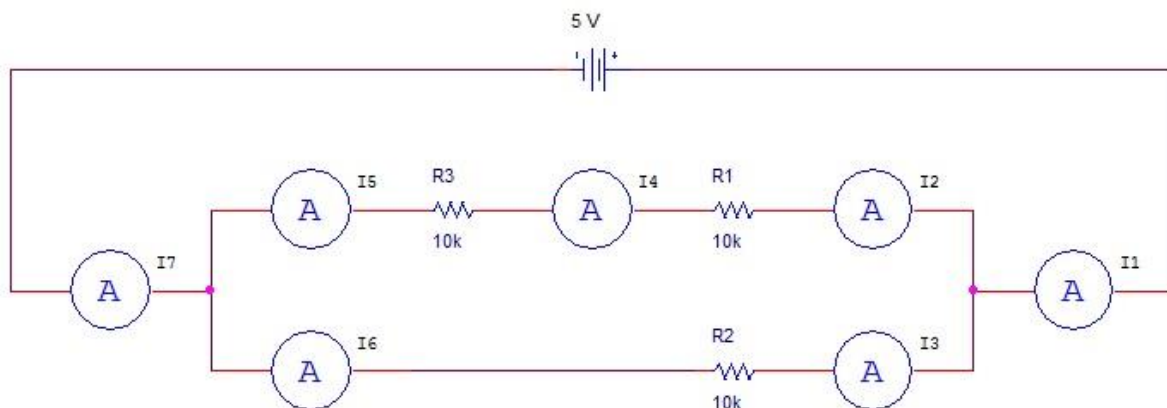 5 V
I5 R3 I4 R1 I2
A A A
10k 10k
I7 I1
A A
I6 R2 I3
A A
10k